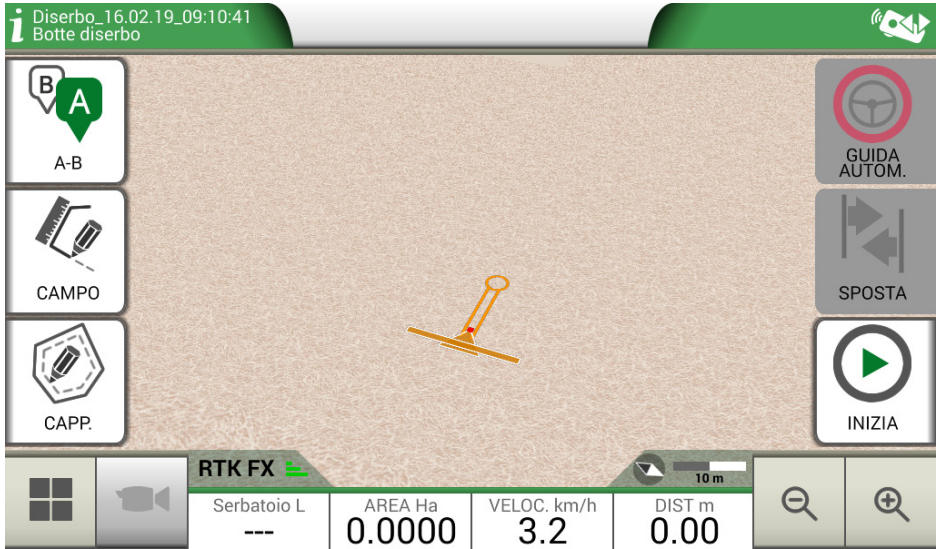 Diserbo_16.02.19_09:10:41
Botte diserbo
B
A
A-B
CAMPO
CAPP.
GUIDA
AUTOM.
SPOSTA
INIZIA
RTK FX
10 m
Serbatoio L
---
AREA Ha
0.0000
VELOC. km/h
3.2
DIST m
0.00